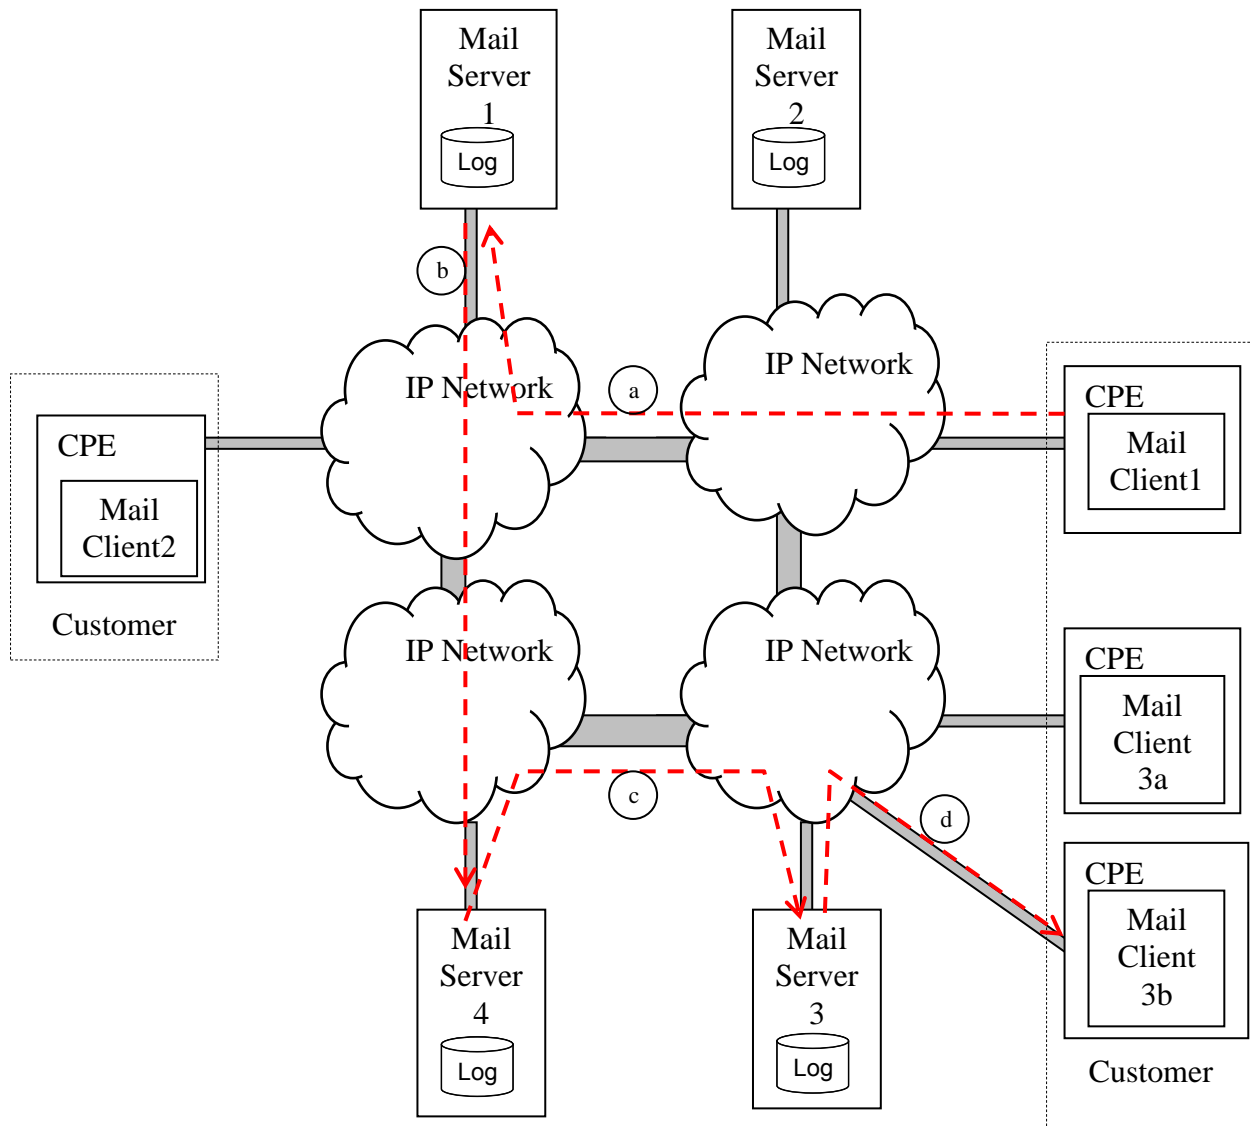 Mail
Server
1
Log
Mail
Server
2
Log
b
IP Network
a
IP Network
CPE
Mail
Client1
CPE
Mail
Client2
Customer
IP Network
IP Network
CPE
Mail
Client
3a
c
d
CPE
Mail
Client
3b
Customer
Mail
Server
4
Log
Mail
Server
3
Log